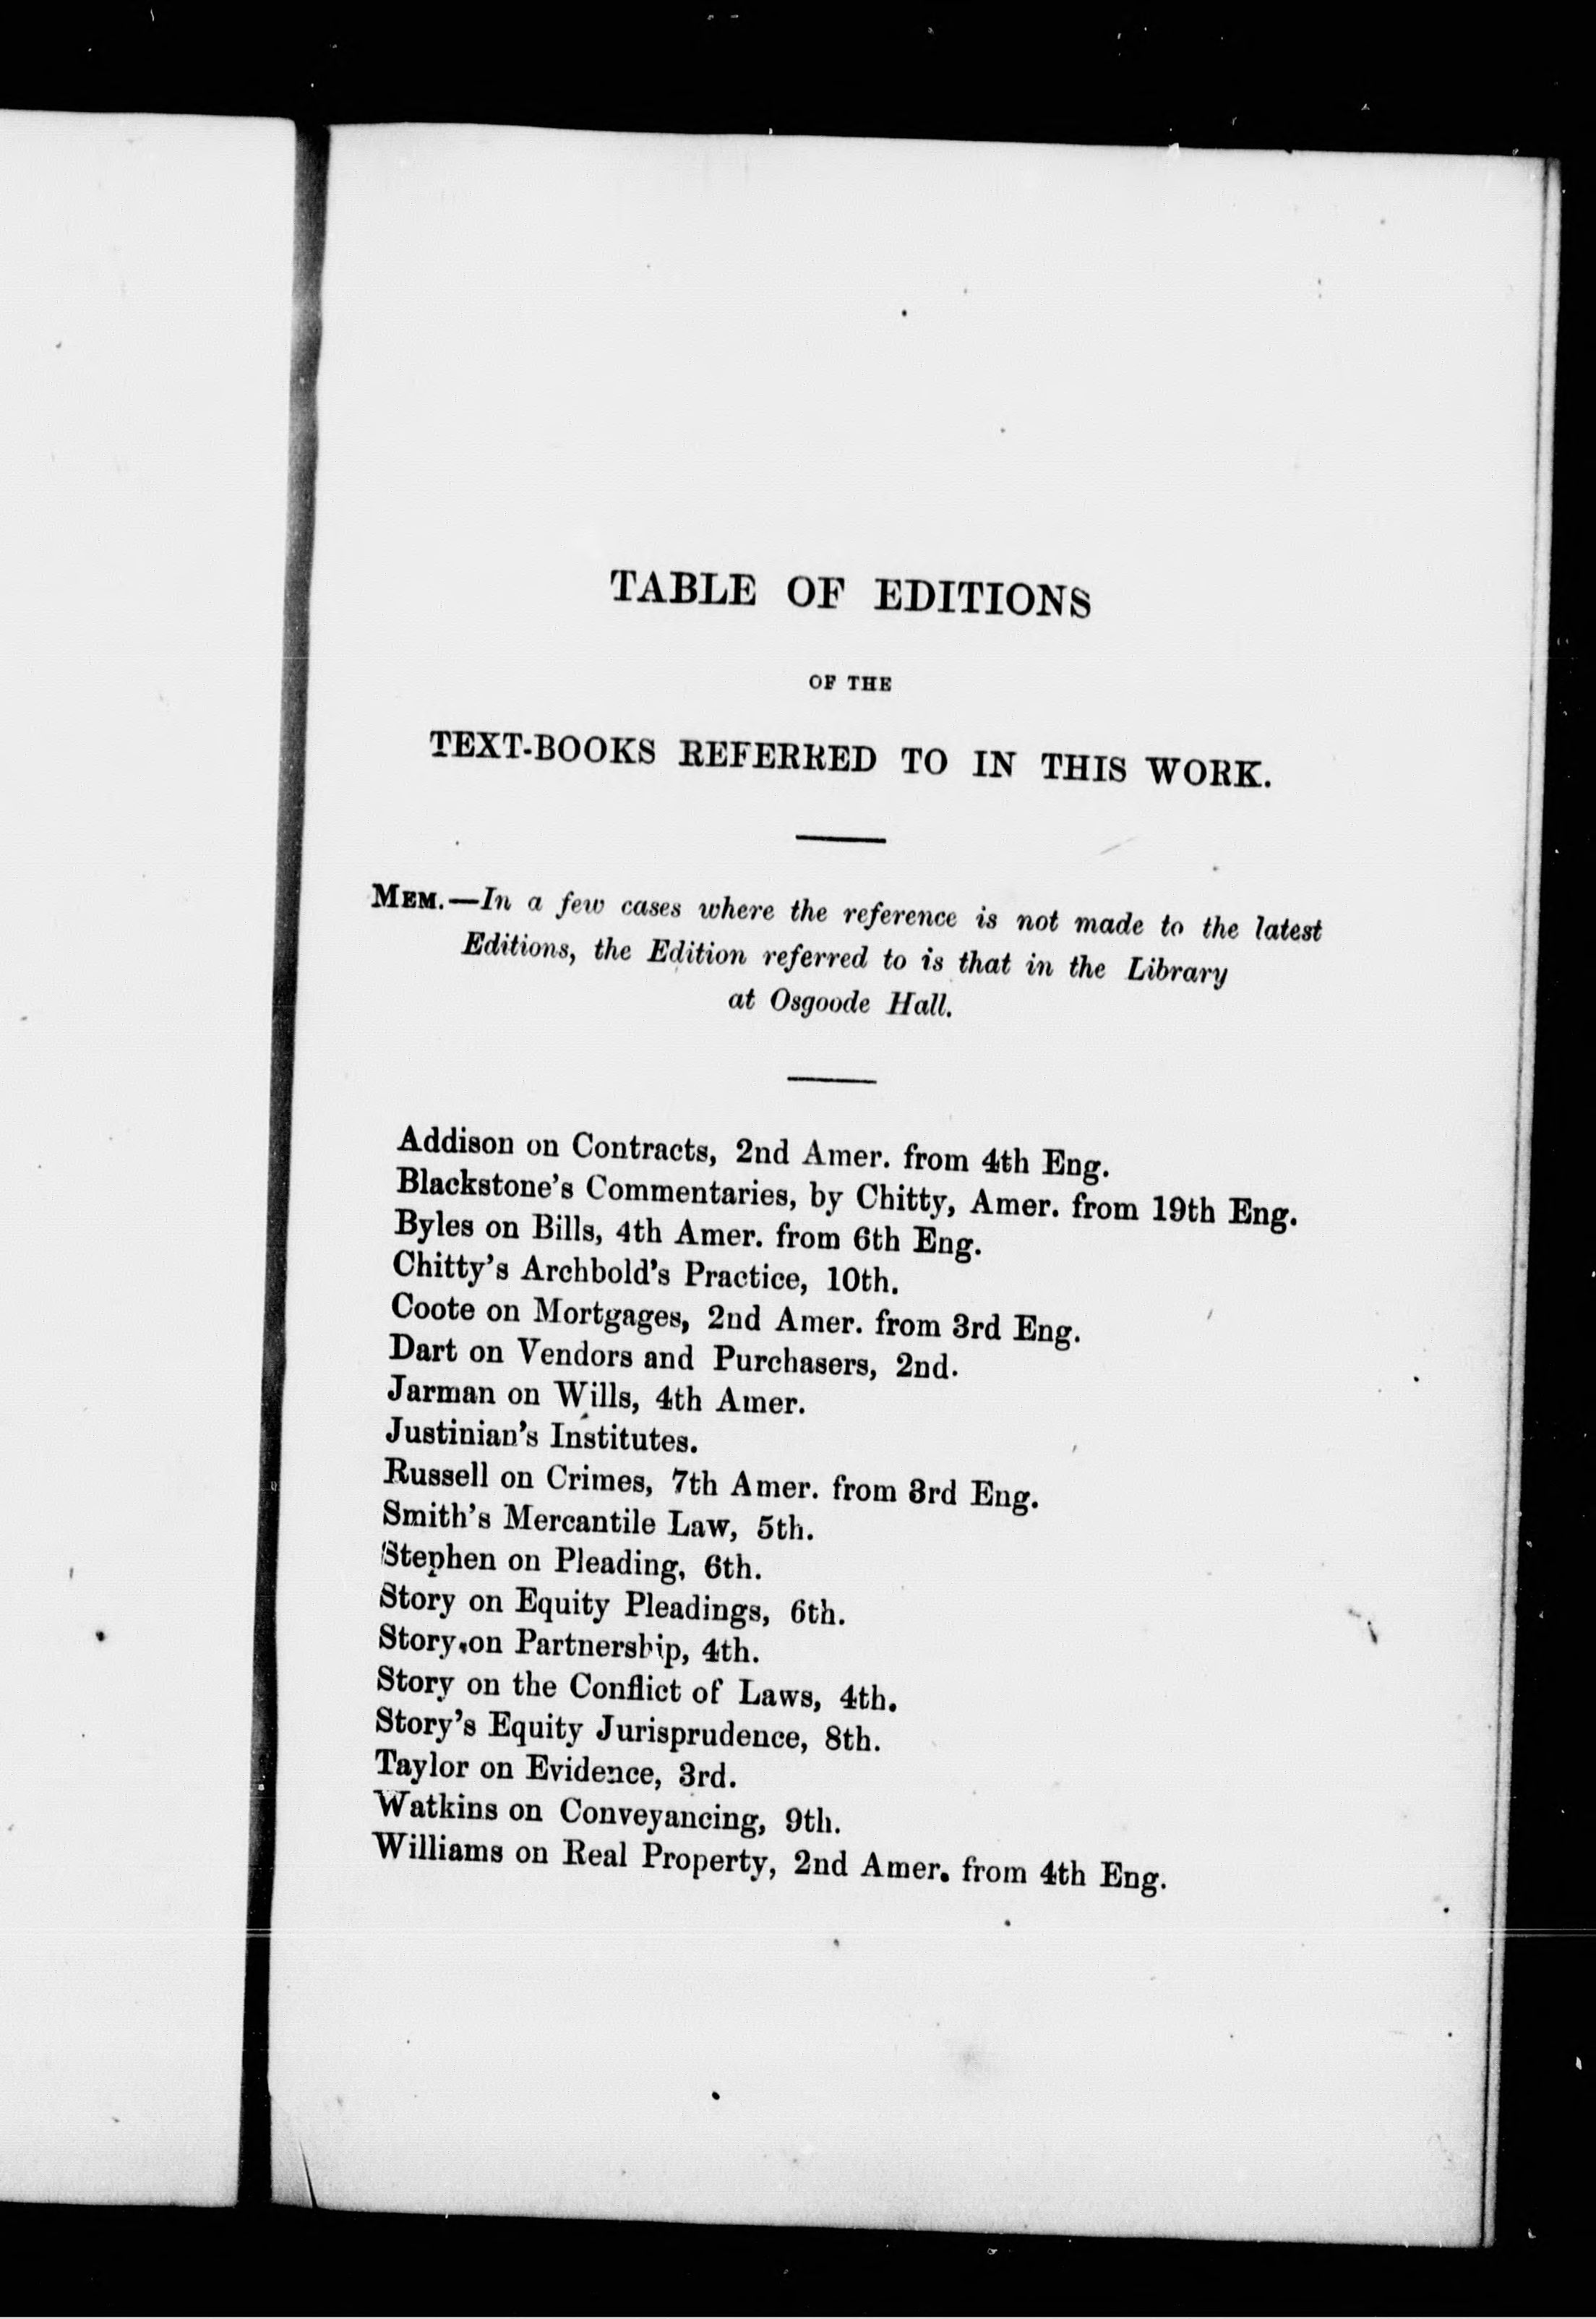 TABLE OF EDITIONS
OF THE
TEXT-BOOKS REFERRED TO IN THIS WORK.
MEM.—In a few cases where the reference is not made to the latest
Editions, the Edition referred to is that in the Library
at Osgoode Hall.
Addison on Contracts, 2nd Amer. from 4th Eng.
Blackstone's Commentaries, by Chitty, Amer. from 19th Eng.
Byles on Bills, 4th Amer. from 6th Eng.
Chitty's Archbold's Practice, 10th.
Coote on Mortgages, 2nd Amer. from 3rd Eng.
Dart on Vendors and Purchasers, 2nd.
Jarman on Wills, 4th Amer.
Justinian's Institutes.
Russell on Crimes, 7th Amer. from 3rd Eng.
Smith's Mercantile Law, 5th.
Stephen on Pleading, 6th.
Story on Equity Pleadings, 6th.
Story on Partnership, 4th.
Story on the Conflict of Laws, 4th.
Story's Equity Jurisprudence, 8th.
Taylor on Evidence, 3rd.
Watkins on Conveyancing, 9th.
Williams on Real Property, 2nd Amer. from 4th Eng.